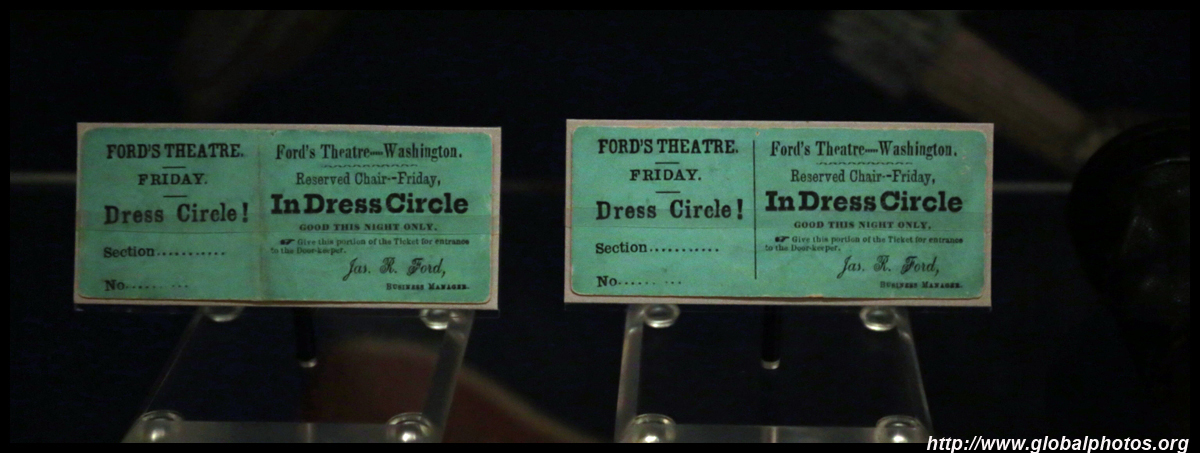 FORD'S THEATRE.
FRIDAY.
Dress Circle!
Section...........
No...... ...
Ford's Theatre--Washington.
Reserved Chair--Friday,
In Dress Circle
GOOD THIS NIGHT ONLY.
☛ Give this portion of the Ticket for entrance
to the Door-keeper.
Jas. R. Ford,
BUSINESS MANAGER.
FORD'S THEATRE.
FRIDAY.
Dress Circle!
Section...........
No...... ...
Ford's Theatre--Washington.
Reserved Chair--Friday,
In Dress Circle
GOOD THIS NIGHT ONLY.
☛ Give this portion of the Ticket for entrance
to the Door-keeper.
Jas. R. Ford,
BUSINESS MANAGER.
http://www.globalphotos.org